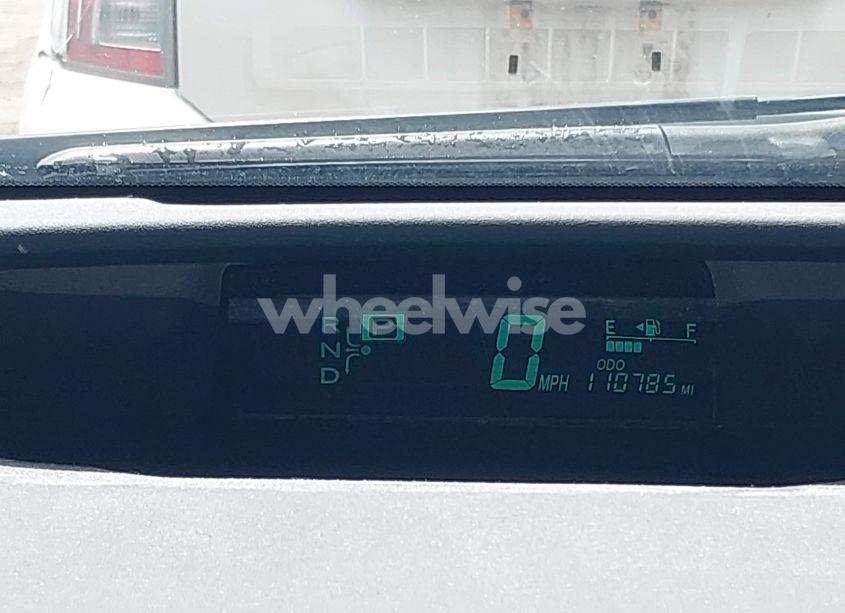 wheelwise
R P
N
D
0 MPH
E F
ODO
110785 MI